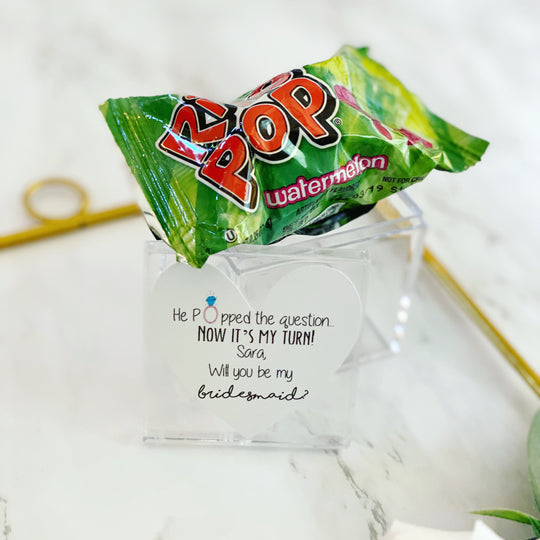 RING
POP®
watermelon
He Popped the question...
NOW IT'S MY TURN!
Sara,
Will you be my
bridesmaid?